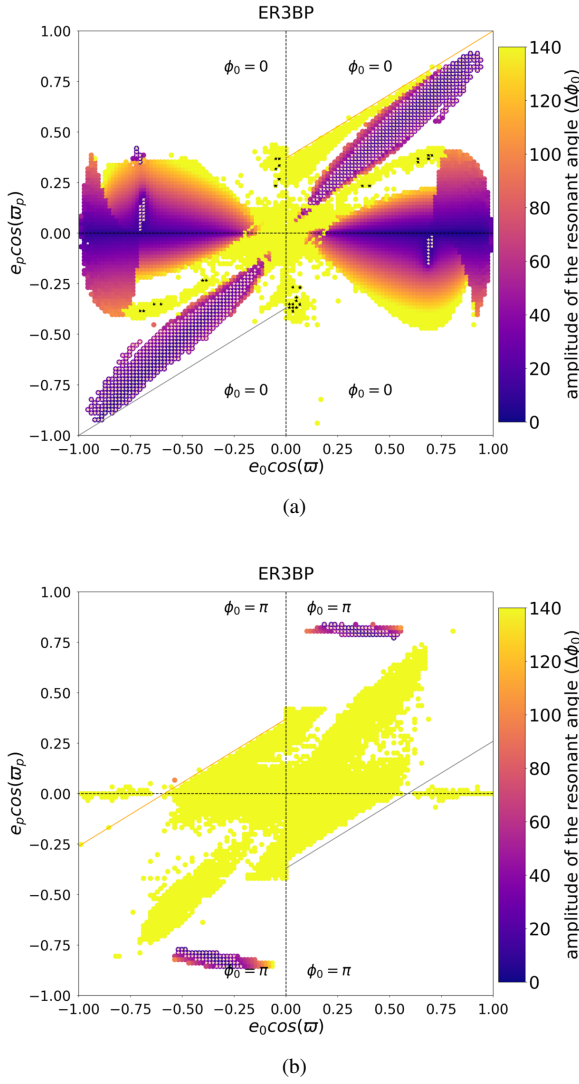 ER3BP
ϕ₀ = 0 ϕ₀ = 0
ϕ₀ = 0 ϕ₀ = 0
1.00
0.75
0.50
0.25
0.00
−0.25
−0.50
−0.75
−1.00
e_p cos(ϖ_p)
−1.00 −0.75 −0.50 −0.25 0.00 0.25 0.50 0.75 1.00
e₀cos(ϖ)
140
120
100
80
60
40
20
0
amplitude of the resonant angle (Δϕ₀)
(a)
ER3BP
ϕ₀ = π ϕ₀ = π
ϕ₀ = π ϕ₀ = π
1.00
0.75
0.50
0.25
0.00
−0.25
−0.50
−0.75
−1.00
e_p cos(ϖ_p)
−1.00 −0.75 −0.50 −0.25 0.00 0.25 0.50 0.75 1.00
e₀cos(ϖ)
140
120
100
80
60
40
20
0
amplitude of the resonant angle (Δϕ₀)
(b)